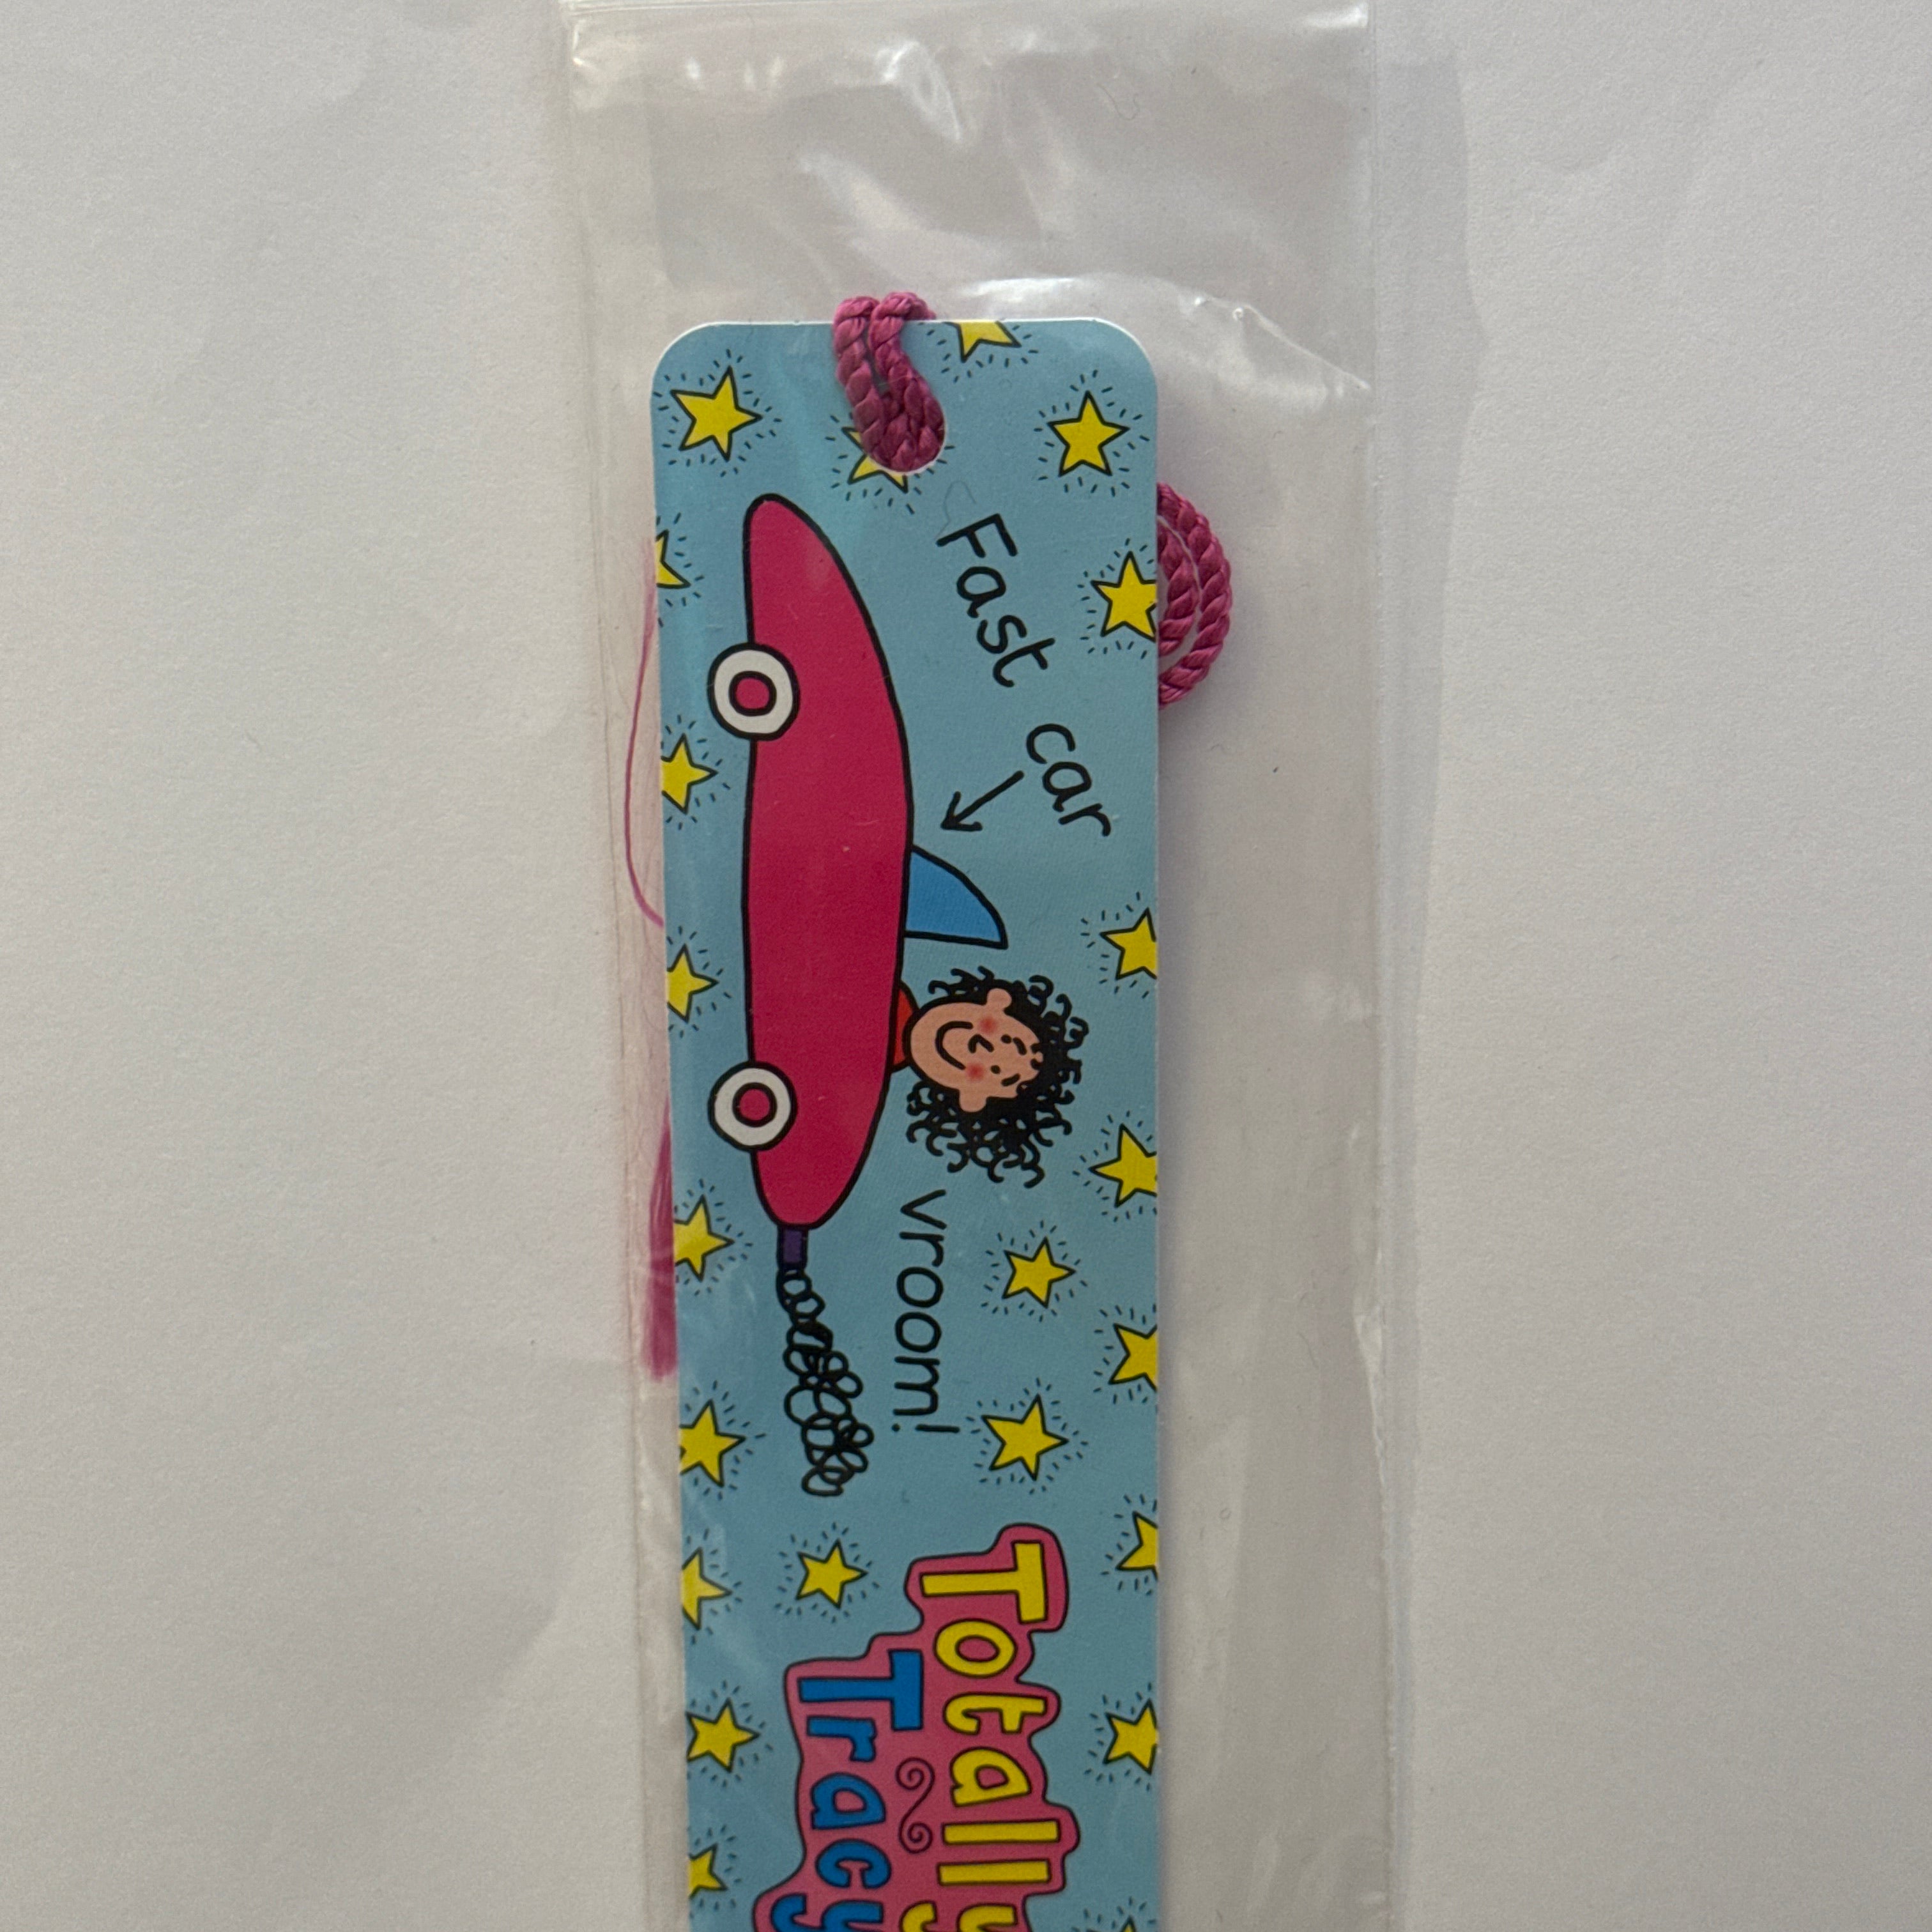 Fast car
vroom!
Totally
Tracy